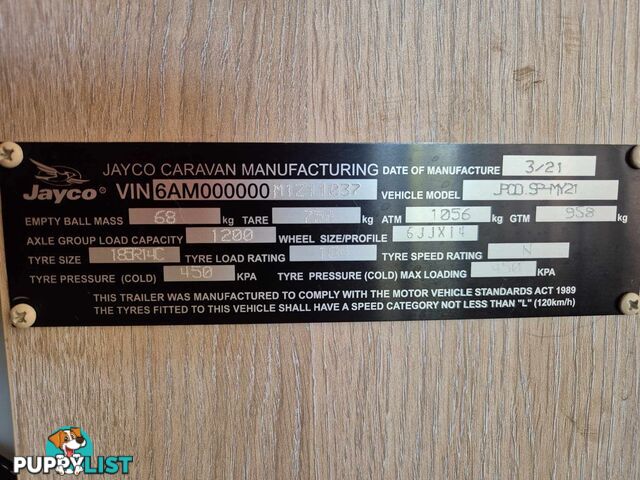 JAYCO CARAVAN MANUFACTURING DATE OF MANUFACTURE 3/21
Jayco VIN 6AM000000 M1211037 VEHICLE MODEL JPOD.SP-MY21
EMPTY BALL MASS 68 kg TARE kg ATM 1056 kg GTM 958 kg
AXLE GROUP LOAD CAPACITY 1200 WHEEL SIZE/PROFILE 6JJX14
TYRE SIZE 185R14C TYRE LOAD RATING TYRE SPEED RATING N
TYRE PRESSURE (COLD) 450 KPA TYRE PRESSURE (COLD) MAX LOADING 450 KPA
THIS TRAILER WAS MANUFACTURED TO COMPLY WITH THE MOTOR VEHICLE STANDARDS ACT 1989
THE TYRES FITTED TO THIS VEHICLE SHALL HAVE A SPEED CATEGORY NOT LESS THAN "L" (120km/h)
PUPPYLIST